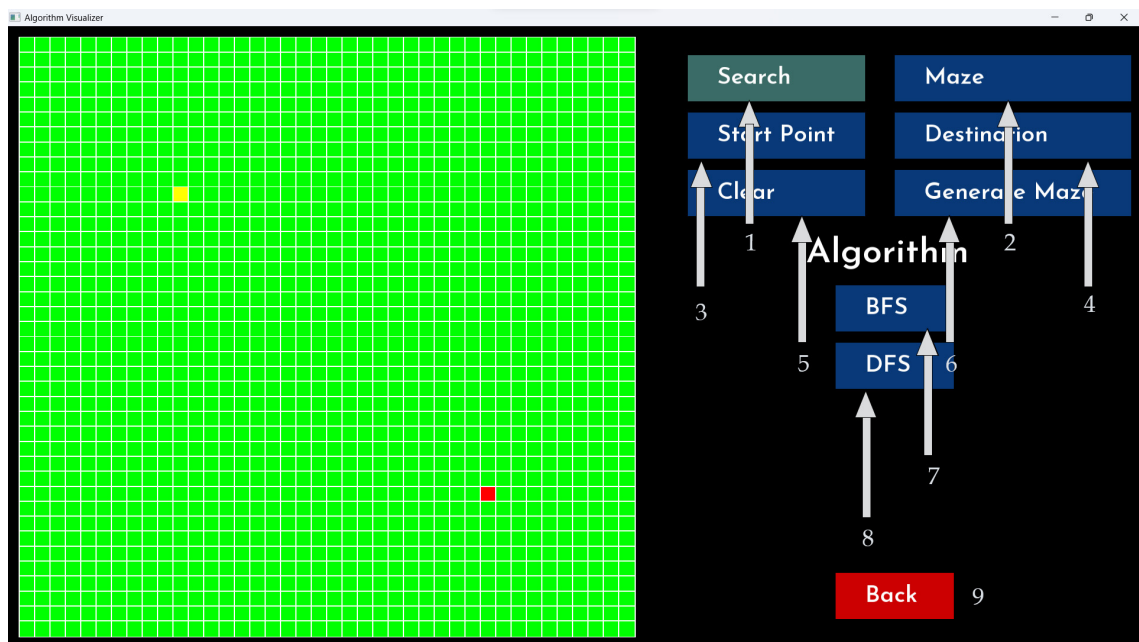 Algorithm Visualizer
Search
Maze
Start Point
Destination
Clear
Generate Maze
1
2
Algorithm
3
4
BFS
5
6
DFS
7
8
Back
9